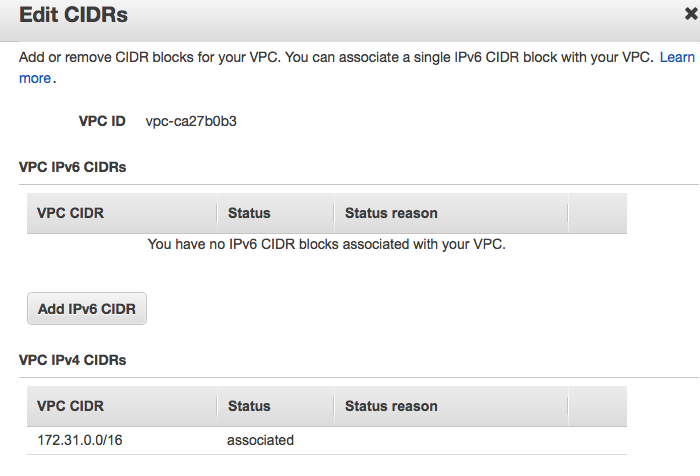 Edit CIDRs
Add or remove CIDR blocks for your VPC. You can associate a single IPv6 CIDR block with your VPC. Learn
more.
VPC ID vpc-ca27b0b3
VPC IPv6 CIDRs
VPC CIDR Status Status reason
You have no IPv6 CIDR blocks associated with your VPC.
Add IPv6 CIDR
VPC IPv4 CIDRs
VPC CIDR Status Status reason
172.31.0.0/16 associated